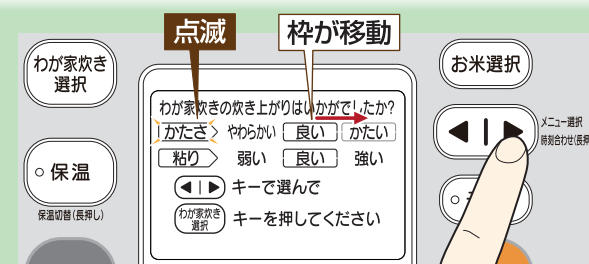 点滅
枠が移動
わが家炊き
選択
お米選択
わが家炊きの炊き上がりはいかがでしたか?
かたさ やわらかい 良い かたい
粘り 弱い 良い 強い
キーで選んで
わが家炊き
選択
キーを押してください
保温
保温切替(長押し)
メニュー選択
時刻合わせ(長押